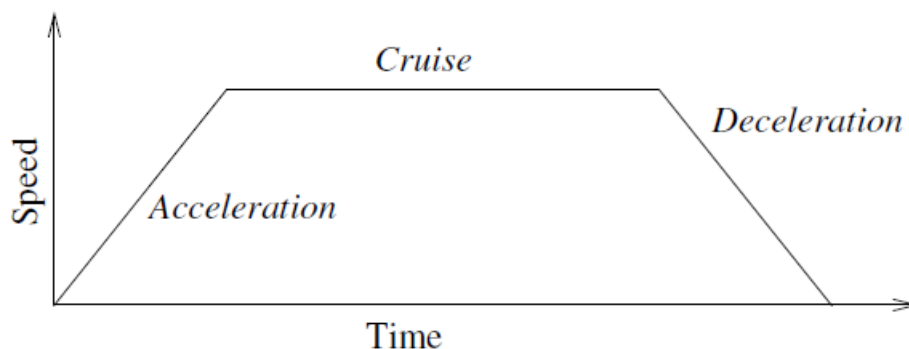 Cruise
Deceleration
Speed
Acceleration
Time